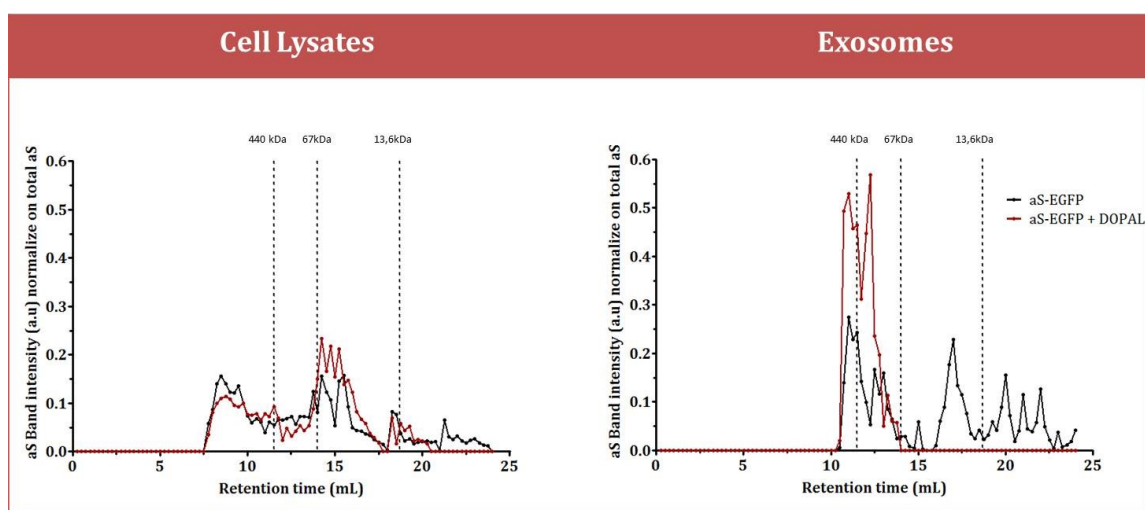 Cell Lysates
Exosomes
440 kDa
67kDa
13,6kDa
aS Band intensity (a.u) normalize on total aS
0.6
0.5
0.4
0.3
0.2
0.1
0.0
0
5
10
15
20
25
Retention time (mL)
440 kDa
67kDa
13,6kDa
aS Band intensity (a.u) normalize on total aS
0.6
0.5
0.4
0.3
0.2
0.1
0.0
0
5
10
15
20
25
Retention time (mL)
aS-EGFP
aS-EGFP + DOPAL